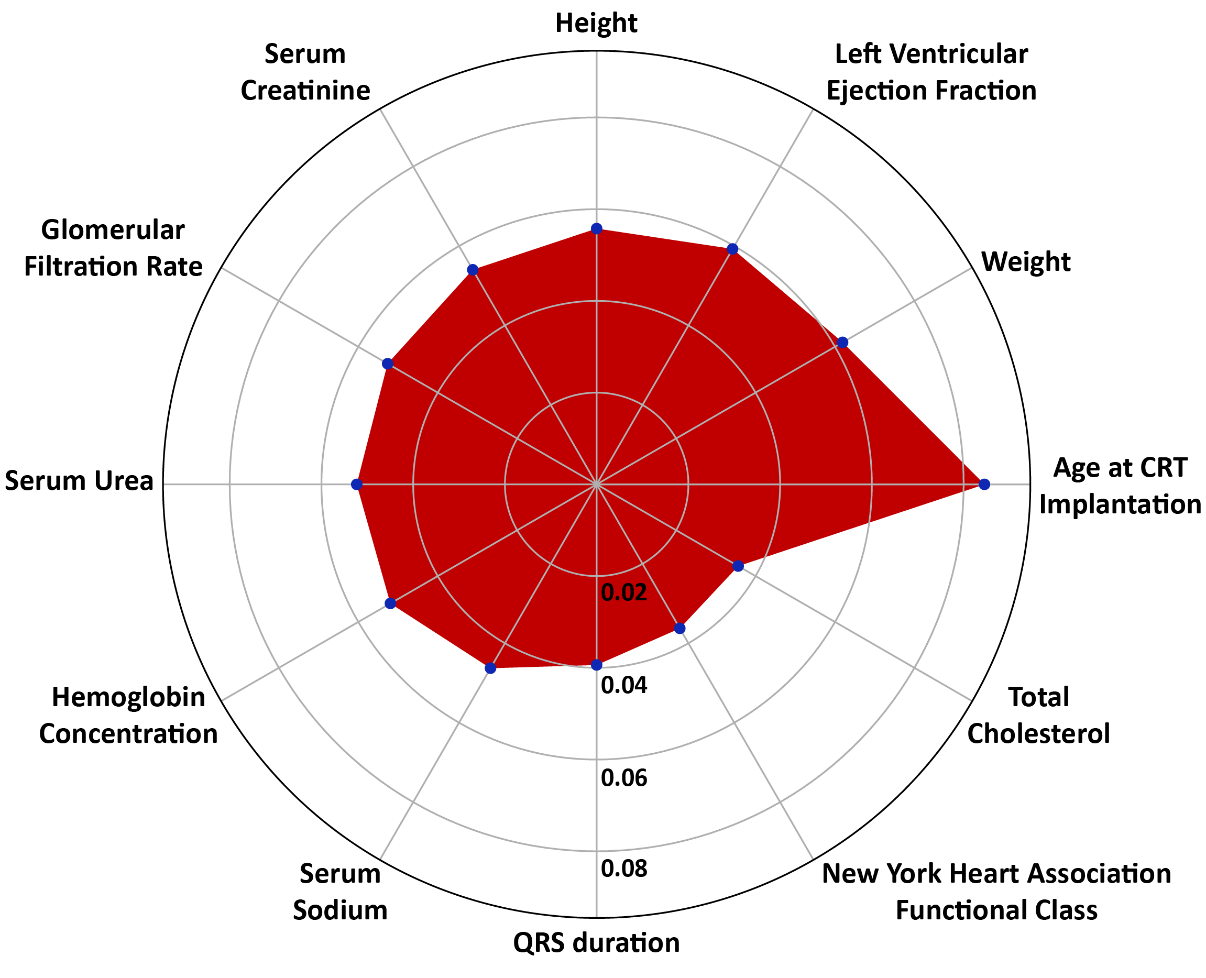 Height
Serum
Creatinine
Left Ventricular
Ejection Fraction
Glomerular
Filtration Rate
Weight
Serum Urea
Age at CRT
Implantation
0.02
0.04
0.06
0.08
Hemoglobin
Concentration
Total
Cholesterol
Serum
Sodium
New York Heart Association
Functional Class
QRS duration